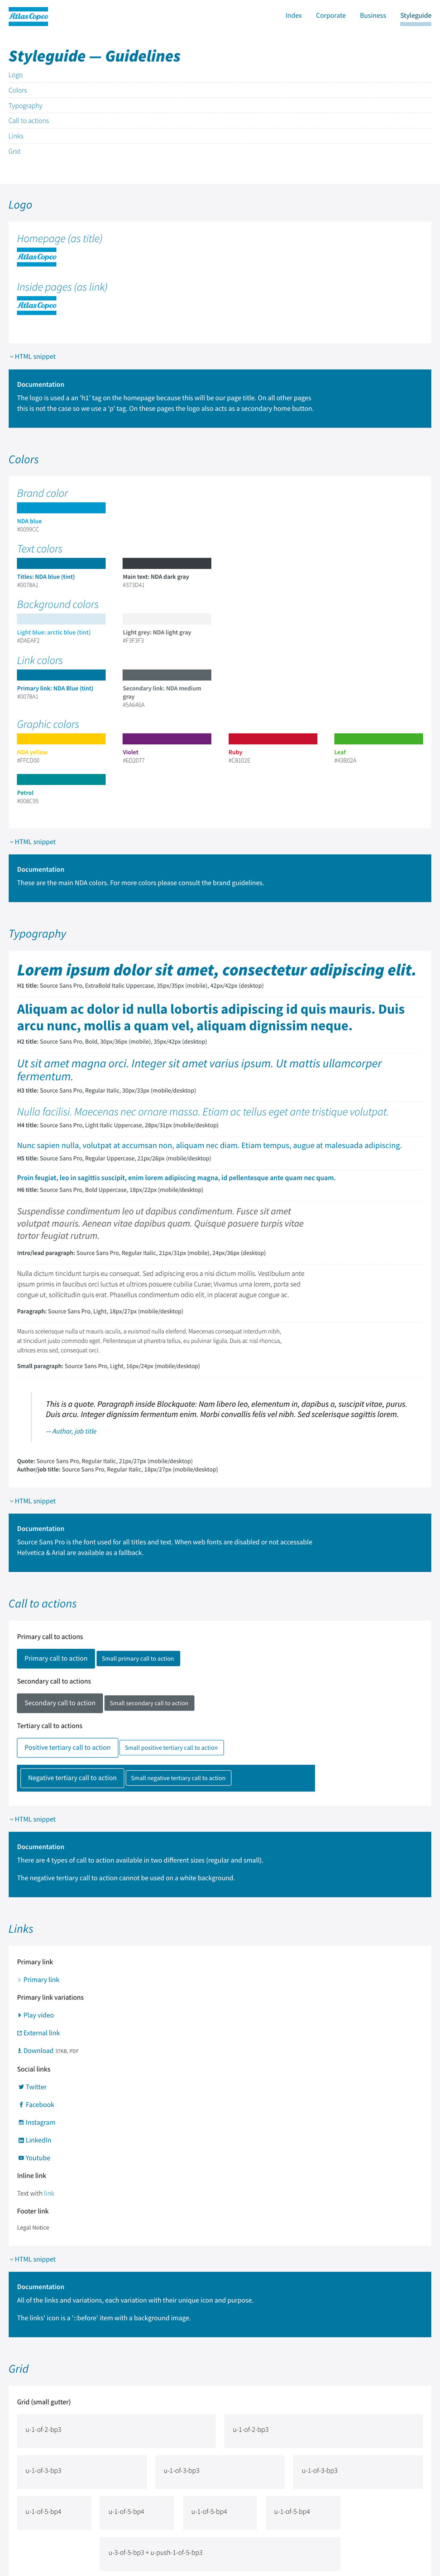 Atlas Copco
Index Corporate Business Styleguide
Styleguide — Guidelines
Logo
Colors
Typography
Call to actions
Links
Grid
Logo
Homepage (as title)
Atlas Copco
Inside pages (as link)
Atlas Copco
HTML snippet
Documentation
The logo is used a an 'h1' tag on the homepage because this will be our page title. On all other pages
this is not the case so we use a 'p' tag. On these pages the logo also acts as a secondary home button.
Colors
Brand color
NDA blue
#0099CC
Text colors
Titles: NDA blue (tint) Main text: NDA dark gray
#0078A1 #373D41
Background colors
Light blue: arctic blue (tint) Light grey: NDA light gray
#DAEAF2 #F3F3F3
Link colors
Primary link: NDA Blue (tint) Secondary link: NDA medium
gray
#0078A1
#5A646A
Graphic colors
NDA yellow Violet Ruby Leaf
#FFCD00 #6D2077 #C8102E #43B02A
Petrol
#008C95
HTML snippet
Documentation
These are the main NDA colors. For more colors please consult the brand guidelines.
Typography
Lorem ipsum dolor sit amet, consectetur adipiscing elit.
H1 title: Source Sans Pro, ExtraBold Italic Uppercase, 35px/35px (mobile), 42px/42px (desktop)
Aliquam ac dolor id nulla lobortis adipiscing id quis mauris. Duis
arcu nunc, mollis a quam vel, aliquam dignissim neque.
H2 title: Source Sans Pro, Bold, 30px/36px (mobile), 35px/42px (desktop)
Ut sit amet magna orci. Integer sit amet varius ipsum. Ut mattis ullamcorper
fermentum.
H3 title: Source Sans Pro, Regular Italic, 30px/33px (mobile/desktop)
Nulla facilisi. Maecenas nec ornare massa. Etiam ac tellus eget ante tristique volutpat.
H4 title: Source Sans Pro, Light Italic Uppercase, 28px/31px (mobile/desktop)
Nunc sapien nulla, volutpat at accumsan non, aliquam nec diam. Etiam tempus, augue at malesuada adipiscing.
H5 title: Source Sans Pro, Regular Uppercase, 21px/26px (mobile/desktop)
Proin feugiat, leo in sagittis suscipit, enim lorem adipiscing magna, id pellentesque ante quam nec quam.
H6 title: Source Sans Pro, Bold Uppercase, 18px/22px (mobile/desktop)
Suspendisse condimentum leo ut dapibus condimentum. Fusce sit amet
volutpat mauris. Aenean vitae dapibus quam. Quisque posuere turpis vitae
tortor feugiat rutrum.
Intro/lead paragraph: Source Sans Pro, Regular Italic, 21px/31px (mobile), 24px/36px (desktop)
Nulla dictum tincidunt turpis eu consequat. Sed adipiscing eros a nisi dictum mollis. Vestibulum ante
ipsum primis in faucibus orci luctus et ultrices posuere cubilia Curae; Vivamus urna lorem, porta sed
congue ut, sollicitudin quis erat. Phasellus condimentum odio elit, in placerat augue congue ac.
Paragraph: Source Sans Pro, Light, 18px/27px (mobile/desktop)
Mauris scelerisque nulla ut mauris iaculis, a euismod nulla eleifend. Maecenas consequat interdum nibh,
at tincidunt justo commodo eget. Pellentesque ut pharetra tellus, eu pulvinar ligula. Duis ac nisl rhoncus,
ultrices eros sed, consequat orci.
Small paragraph: Source Sans Pro, Light, 16px/24px (mobile/desktop)
This is a quote. Paragraph inside Blockquote: Nam libero leo, elementum in, dapibus a, suscipit vitae, purus.
Duis arcu. Integer dignissim fermentum enim. Morbi convallis felis vel nibh. Sed scelerisque sagittis lorem.
— Author, job title
Quote: Source Sans Pro, Regular Italic, 21px/27px (mobile/desktop)
Author/job title: Source Sans Pro, Regular Italic, 18px/27px (mobile/desktop)
HTML snippet
Documentation
Source Sans Pro is the font used for all titles and text. When web fonts are disabled or not accessable
Helvetica & Arial are available as a fallback.
Call to actions
Primary call to actions
Primary call to action Small primary call to action
Secondary call to actions
Secondary call to action Small secondary call to action
Tertiary call to actions
Positive tertiary call to action Small positive tertiary call to action
Negative tertiary call to action Small negative tertiary call to action
HTML snippet
Documentation
There are 4 types of call to action available in two different sizes (regular and small).
The negative tertiary call to action cannot be used on a white background.
Links
Primary link
Primary link
Primary link variations
Play video
External link
Download 37KB, PDF
Social links
Twitter
Facebook
Instagram
LinkedIn
Youtube
Inline link
Text with link
Footer link
Legal Notice
HTML snippet
Documentation
All of the links and variations, each variation with their unique icon and purpose.
The links' icon is a '::before' item with a background image.
Grid
Grid (small gutter)
u-1-of-2-bp3 u-1-of-2-bp3
u-1-of-3-bp3 u-1-of-3-bp3 u-1-of-3-bp3
u-1-of-5-bp4 u-1-of-5-bp4 u-1-of-5-bp4 u-1-of-5-bp4
u-3-of-5-bp3 + u-push-1-of-5-bp3